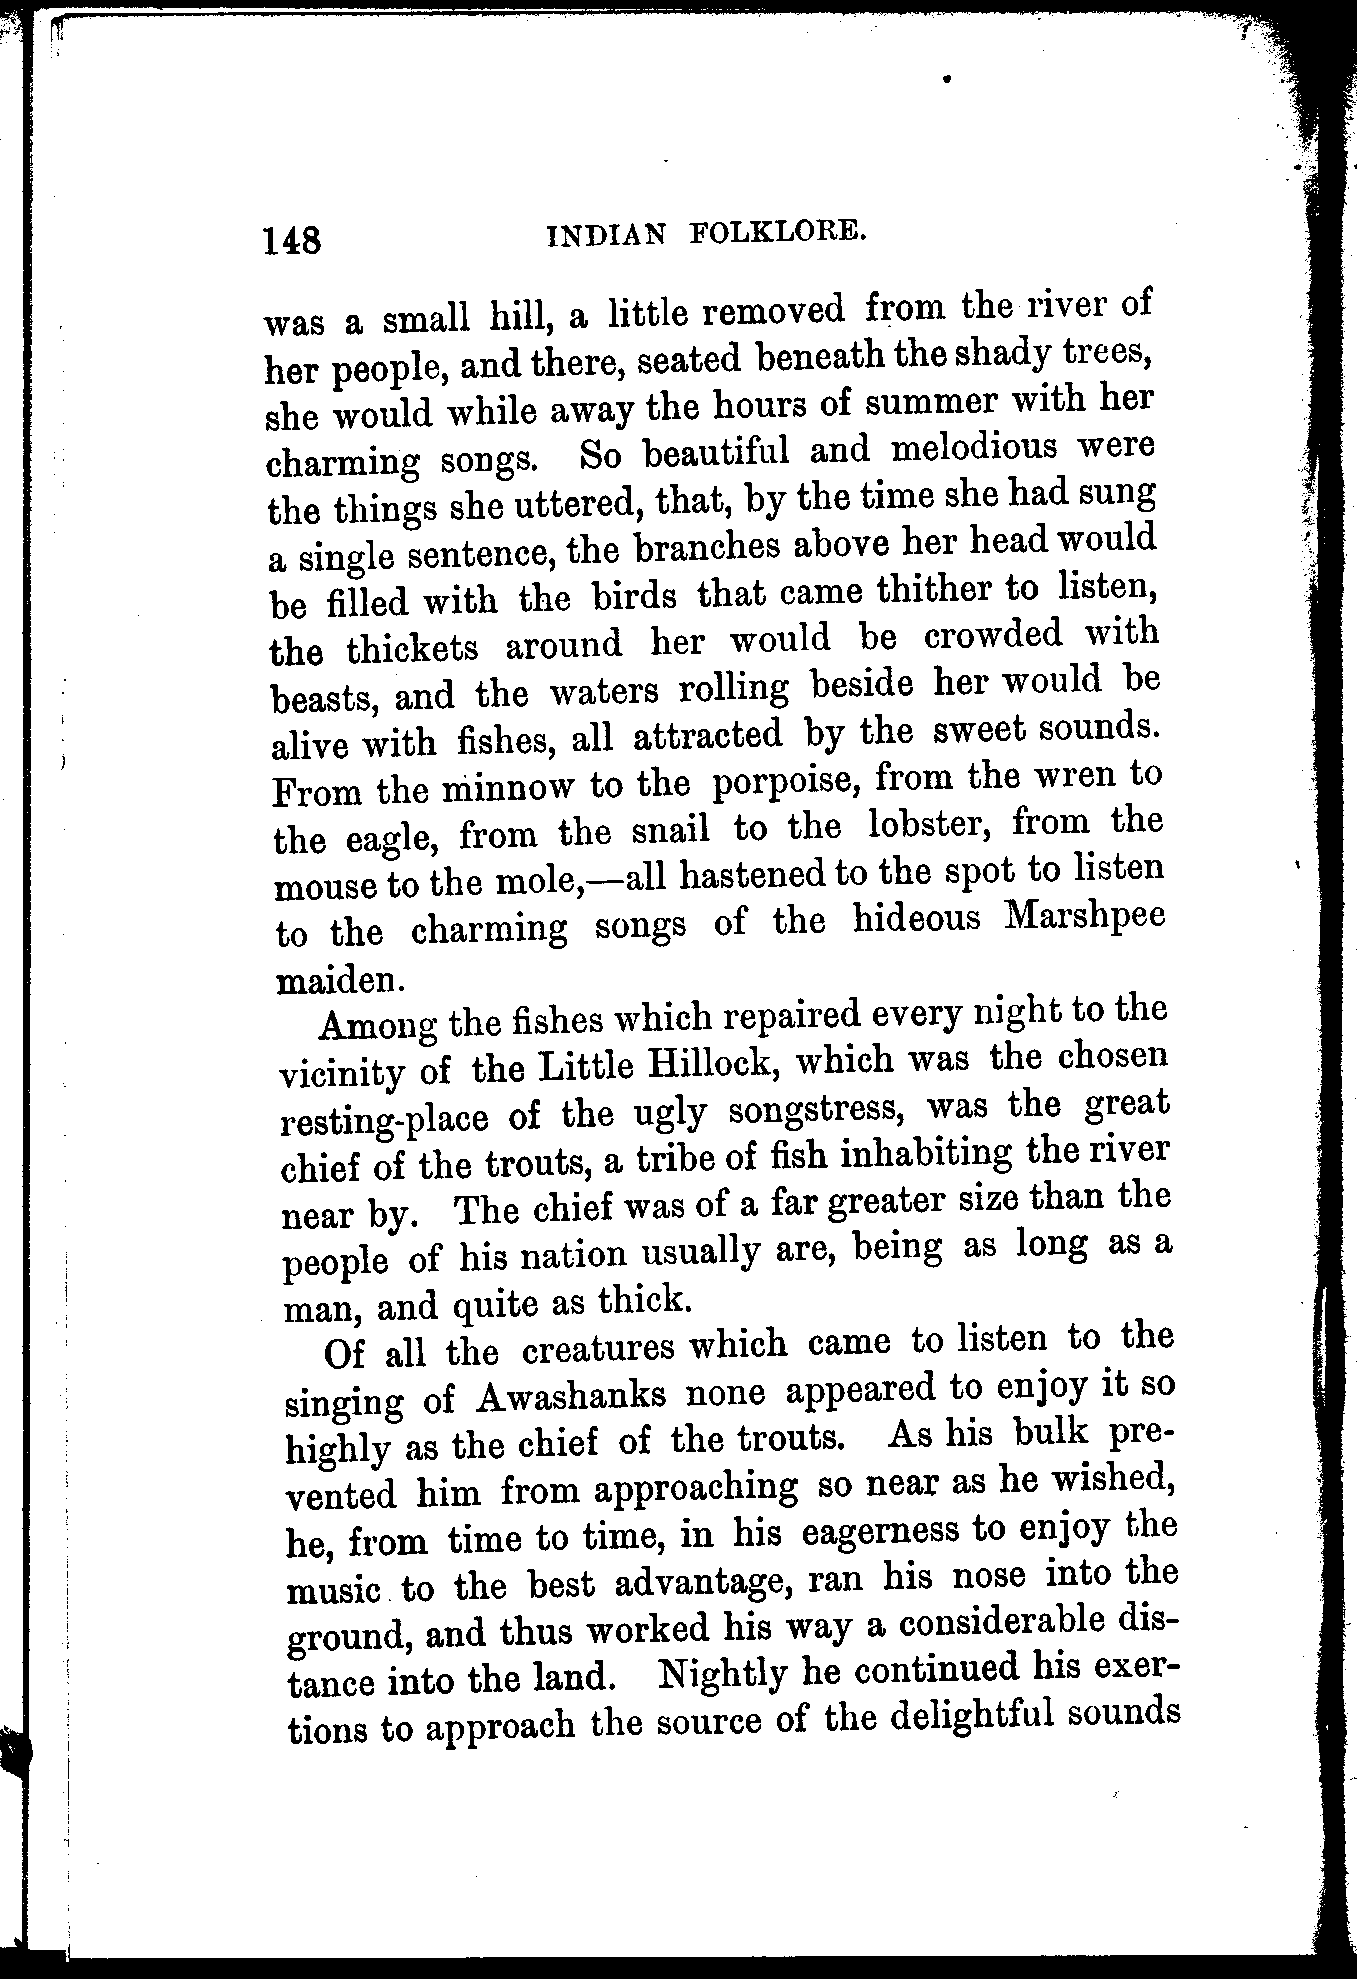 148 INDIAN FOLKLORE.
was a small hill, a little removed from the river of
her people, and there, seated beneath the shady trees,
she would while away the hours of summer with her
charming songs. So beautiful and melodious were
the things she uttered, that, by the time she had sung
a single sentence, the branches above her head would
be filled with the birds that came thither to listen,
the thickets around her would be crowded with
beasts, and the waters rolling beside her would be
alive with fishes, all attracted by the sweet sounds.
From the minnow to the porpoise, from the wren to
the eagle, from the snail to the lobster, from the
mouse to the mole,—all hastened to the spot to listen
to the charming songs of the hideous Marshpee
maiden.
Among the fishes which repaired every night to the
vicinity of the Little Hillock, which was the chosen
resting-place of the ugly songstress, was the great
chief of the trouts, a tribe of fish inhabiting the river
near by. The chief was of a far greater size than the
people of his nation usually are, being as long as a
man, and quite as thick.
Of all the creatures which came to listen to the
singing of Awashanks none appeared to enjoy it so
highly as the chief of the trouts. As his bulk pre-
vented him from approaching so near as he wished,
he, from time to time, in his eagerness to enjoy the
music to the best advantage, ran his nose into the
ground, and thus worked his way a considerable dis-
tance into the land. Nightly he continued his exer-
tions to approach the source of the delightful sounds